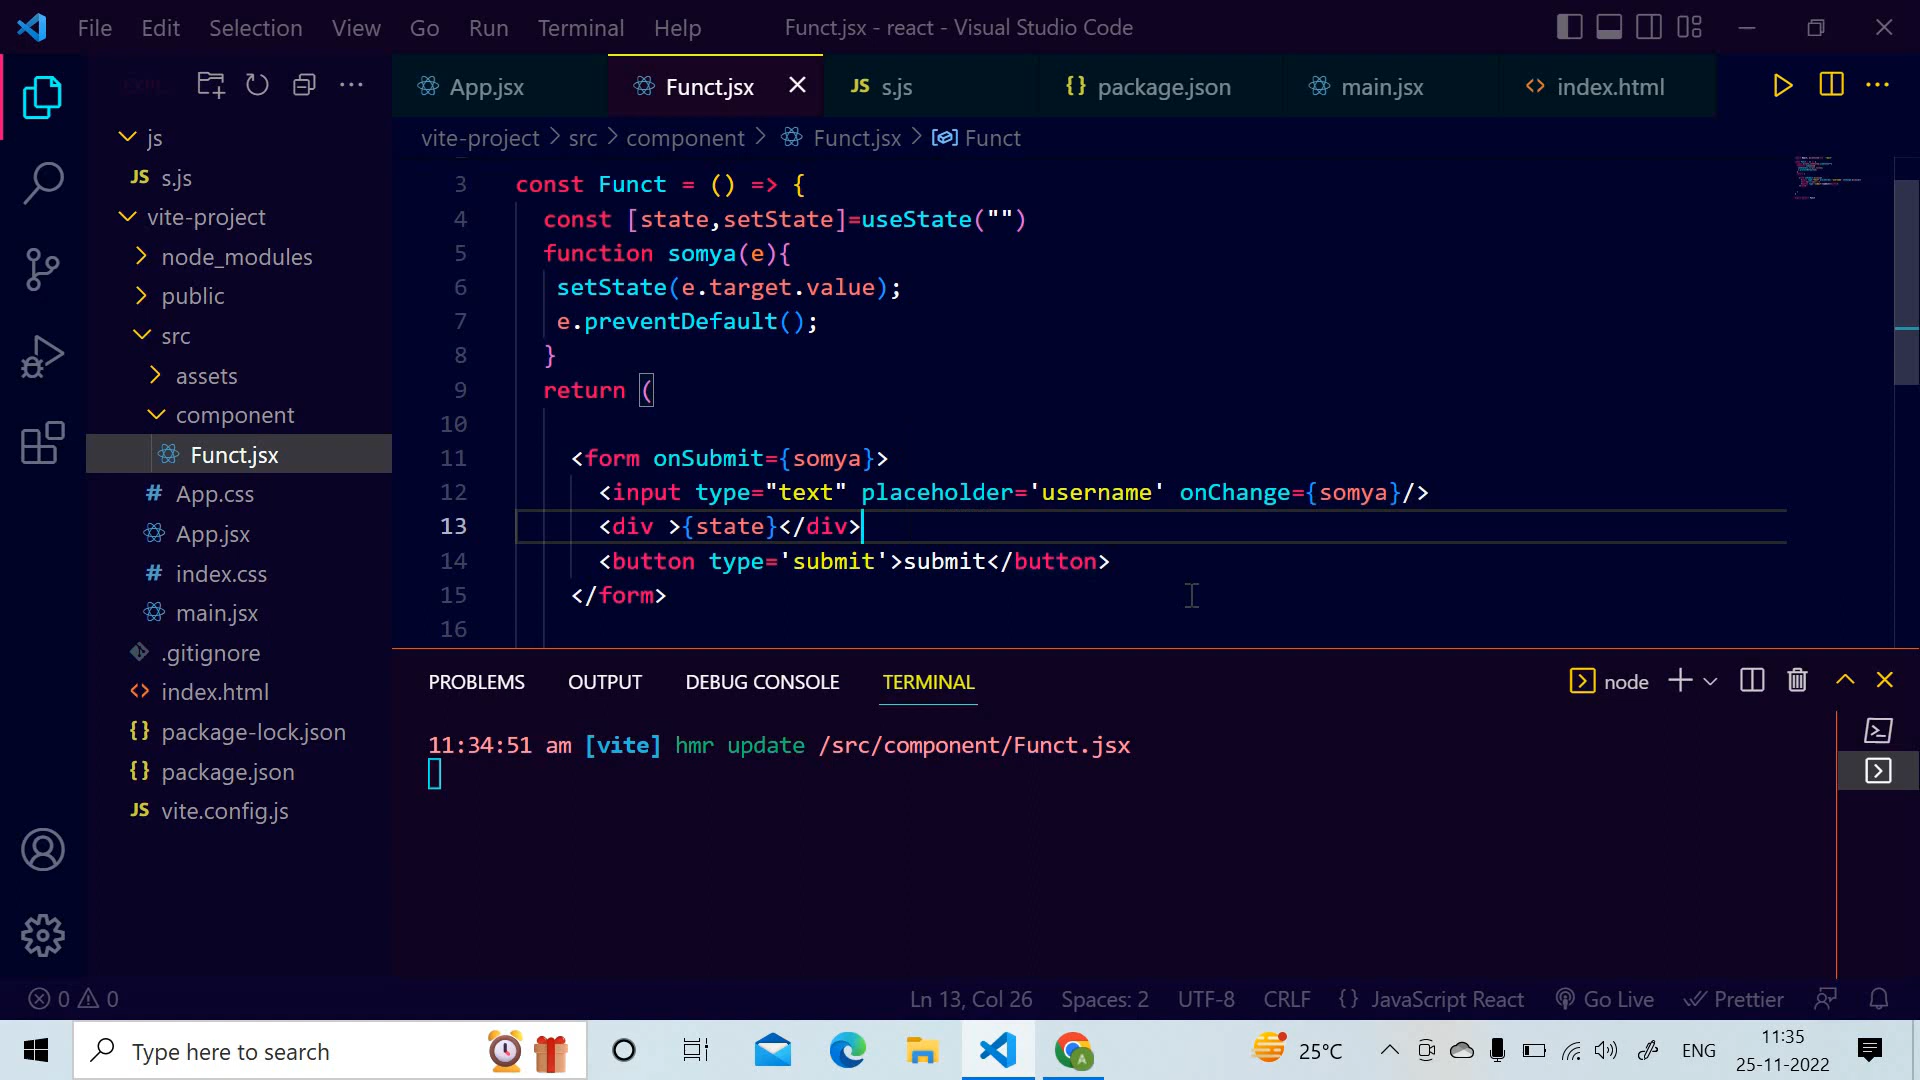 File Edit Selection View Go Run Terminal Help Funct.jsx - react - Visual Studio Code
App.jsx Funct.jsx JS s.js {} package.json main.jsx <> index.html
vite-project > src > component > Funct.jsx > Funct
js
JS s.js
vite-project
node_modules
public
src
assets
component
Funct.jsx
# App.css
App.jsx
# index.css
main.jsx
.gitignore
<> index.html
{} package-lock.json
{} package.json
JS vite.config.js
3 const Funct = () => {
4 const [state,setState]=useState("")
5 function somya(e){
6 setState(e.target.value);
7 e.preventDefault();
8 }
9 return (
10
11 <form onSubmit={somya}>
12 <input type="text" placeholder='username' onChange={somya}/>
13 <div >{state}</div>
14 <button type='submit'>submit</button>
15 </form>
16
PROBLEMS OUTPUT DEBUG CONSOLE TERMINAL node
11:34:51 am [vite] hmr update /src/component/Funct.jsx
0 0 Ln 13, Col 26 Spaces: 2 UTF-8 CRLF {} JavaScript React Go Live Prettier
Type here to search 25°C ENG 11:35
25-11-2022